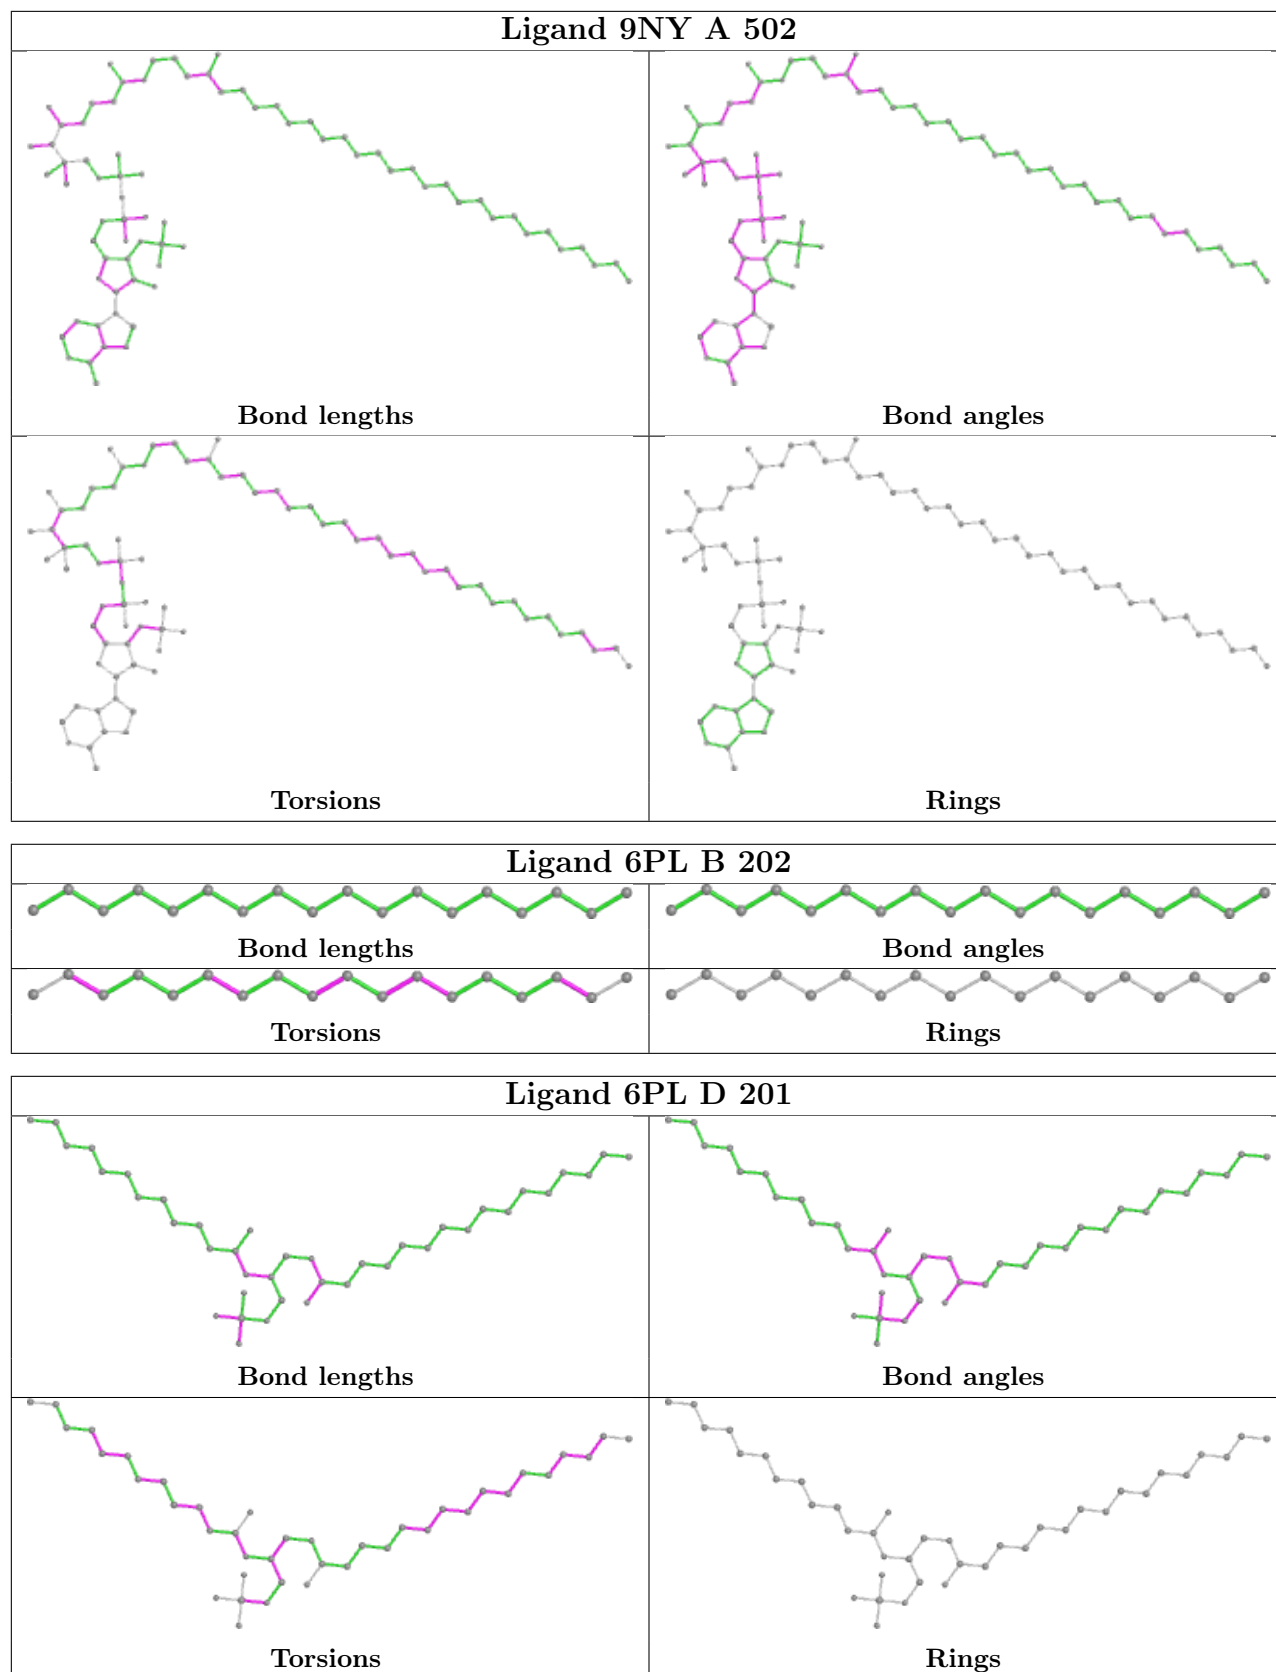 Ligand 9NY A 502
Bond lengths
Bond angles
Torsions
Rings
Ligand 6PL B 202
Bond lengths
Bond angles
Torsions
Rings
Ligand 6PL D 201
Bond lengths
Bond angles
Torsions
Rings